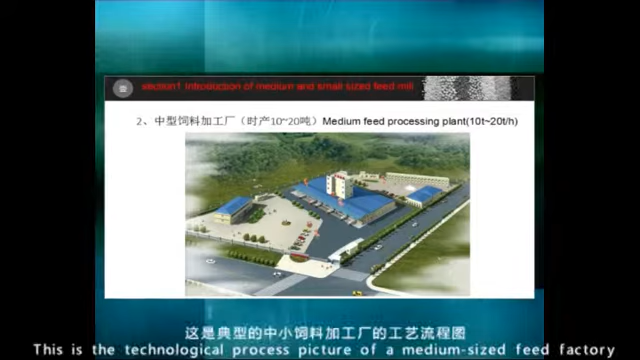 section1 Introduction of medium and small sized feed mill
2、中型饲料加工厂（时产10~20吨）Medium feed processing plant(10t~20t/h)
这是典型的中小饲料加工厂的工艺流程图
This is the technological process picture of a medium-sized feed factory